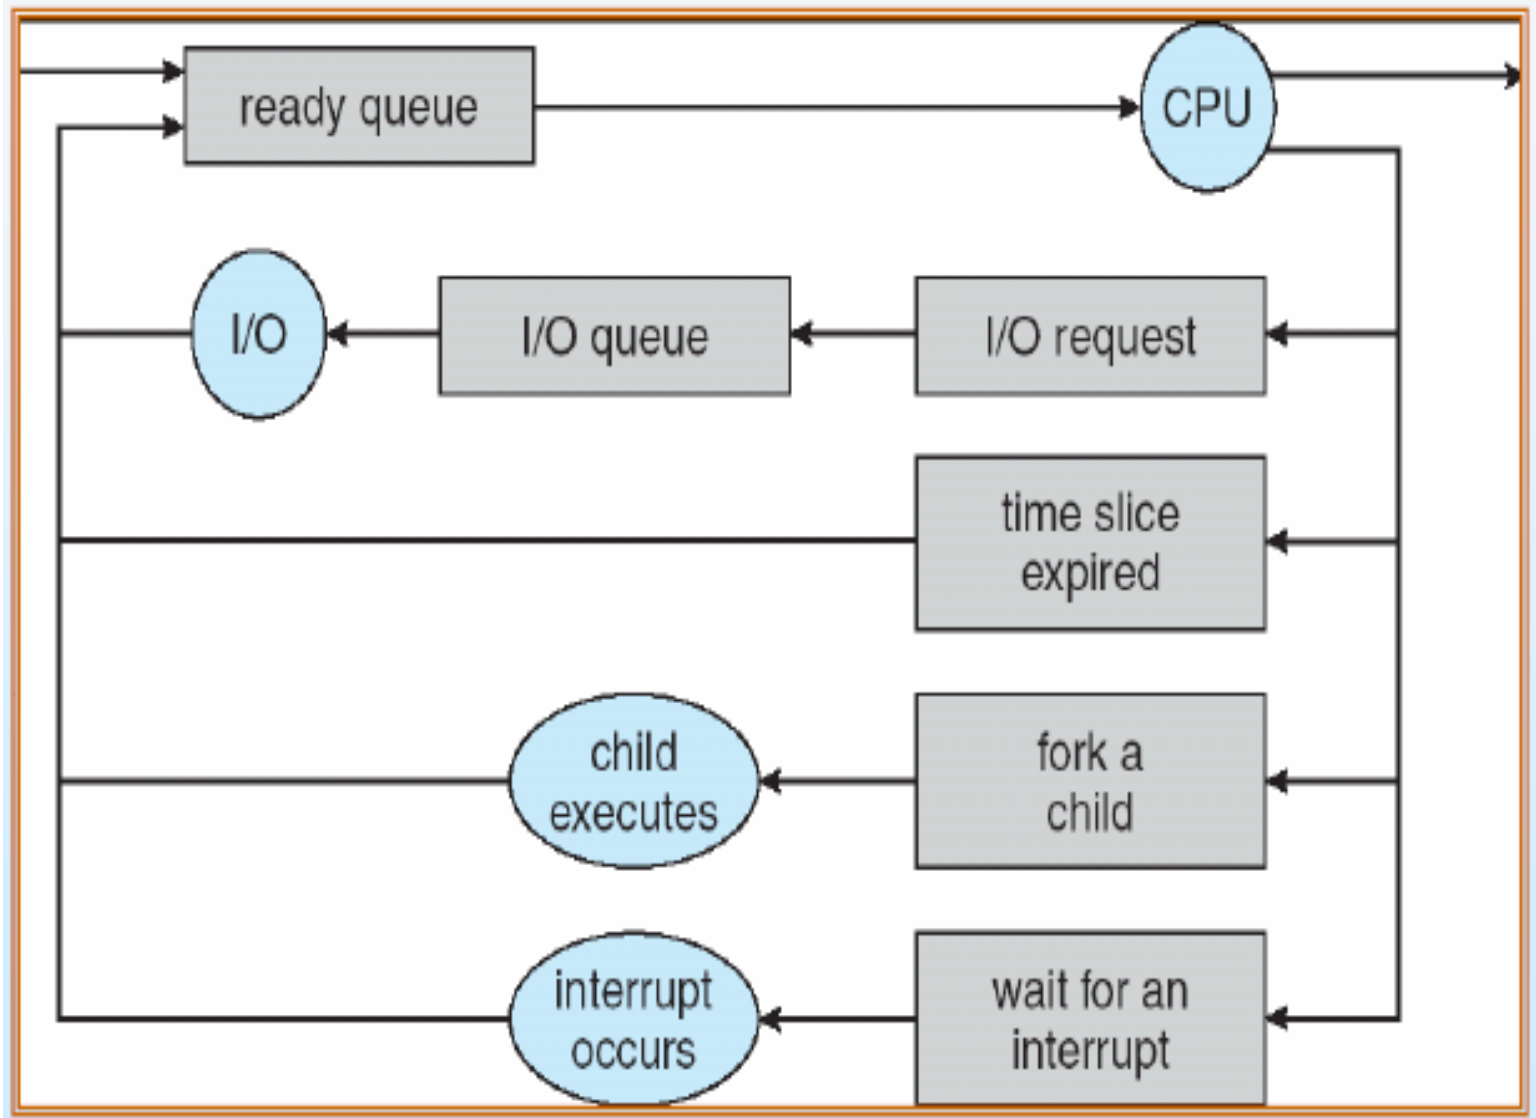 ready queue
CPU
I/O
I/O queue
I/O request
time slice
expired
child
executes
fork a
child
interrupt
occurs
wait for an
interrupt